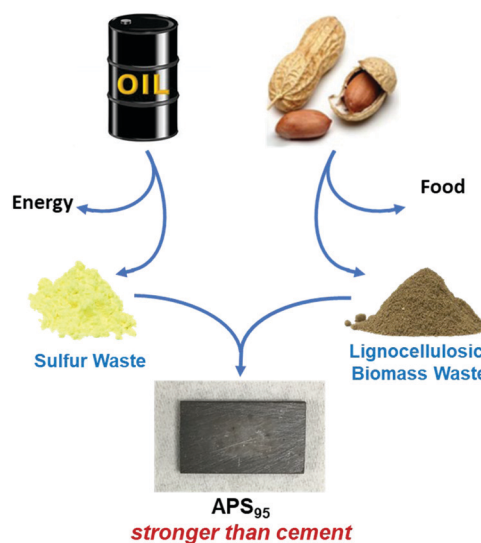 OIL
Energy
Food
Sulfur Waste
Lignocellulosic
Biomass Waste
APS₉₅
stronger than cement